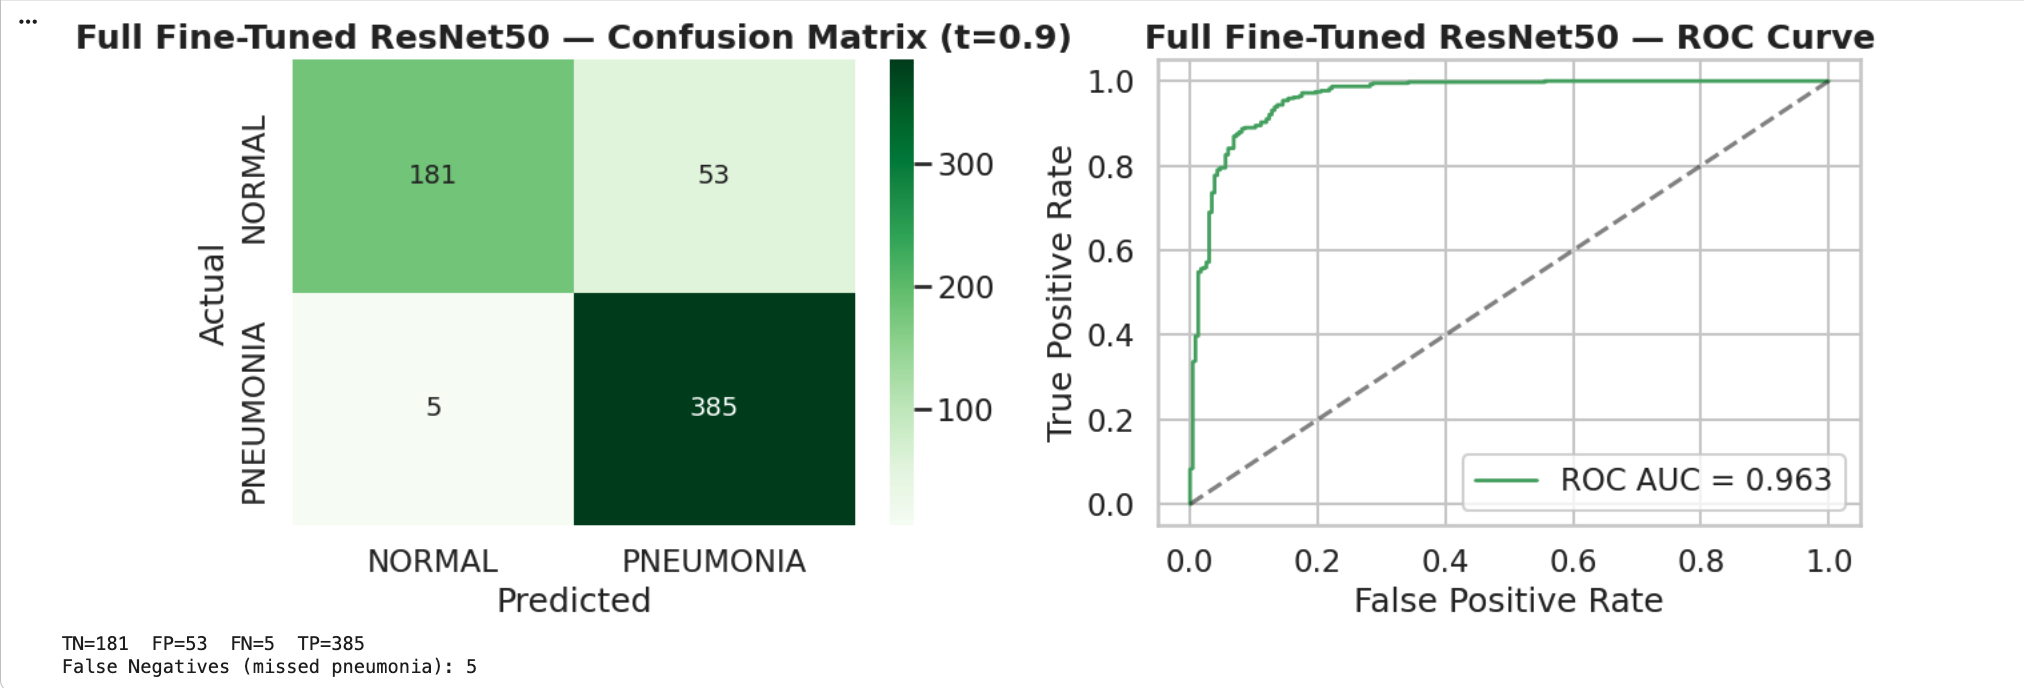 ...
Full Fine-Tuned ResNet50 — Confusion Matrix (t=0.9)
Actual
NORMAL
PNEUMONIA
181
53
5
385
NORMAL
PNEUMONIA
Predicted
300
200
100
Full Fine-Tuned ResNet50 — ROC Curve
True Positive Rate
1.0
0.8
0.6
0.4
0.2
0.0
ROC AUC = 0.963
0.0
0.2
0.4
0.6
0.8
1.0
False Positive Rate
TN=181 FP=53 FN=5 TP=385
False Negatives (missed pneumonia): 5